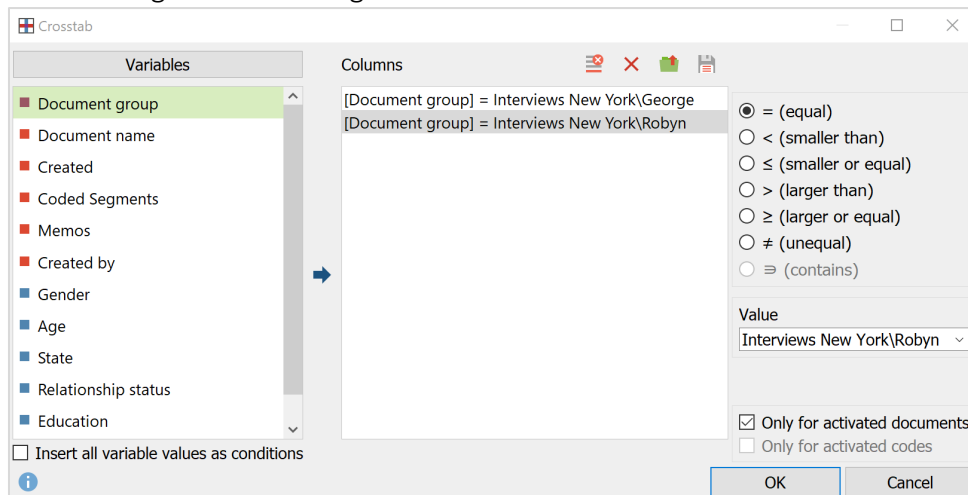 Crosstab
Variables
Document group
Document name
Created
Coded Segments
Memos
Created by
Gender
Age
State
Relationship status
Education
Insert all variable values as conditions
Columns
[Document group] = Interviews New York\George
[Document group] = Interviews New York\Robyn
= (equal)
< (smaller than)
≤ (smaller or equal)
> (larger than)
≥ (larger or equal)
≠ (unequal)
∋ (contains)
Value
Interviews New York\Robyn
Only for activated documents
Only for activated codes
OK
Cancel